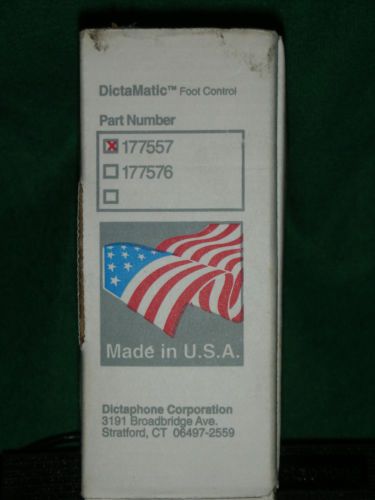 DictaMatic™ Foot Control
Part Number
177557
177576
Made in U.S.A.
Dictaphone Corporation
3191 Broadbridge Ave.
Stratford, CT 06497-2559